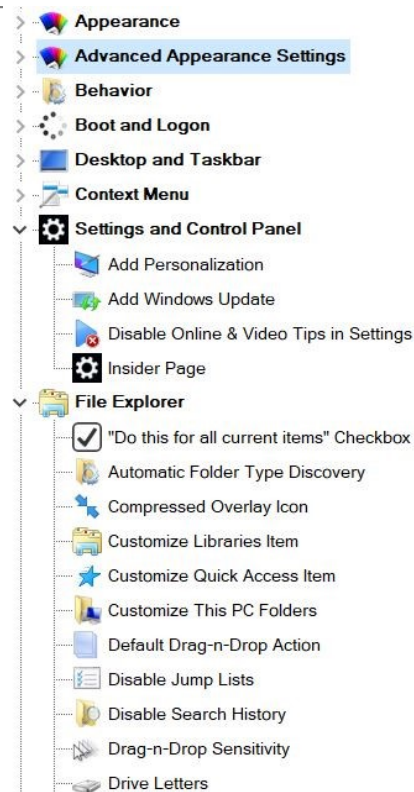 Appearance
Advanced Appearance Settings
Behavior
Boot and Logon
Desktop and Taskbar
Context Menu
Settings and Control Panel
Add Personalization
Add Windows Update
Disable Online & Video Tips in Settings
Insider Page
File Explorer
"Do this for all current items" Checkbox
Automatic Folder Type Discovery
Compressed Overlay Icon
Customize Libraries Item
Customize Quick Access Item
Customize This PC Folders
Default Drag-n-Drop Action
Disable Jump Lists
Disable Search History
Drag-n-Drop Sensitivity
Drive Letters